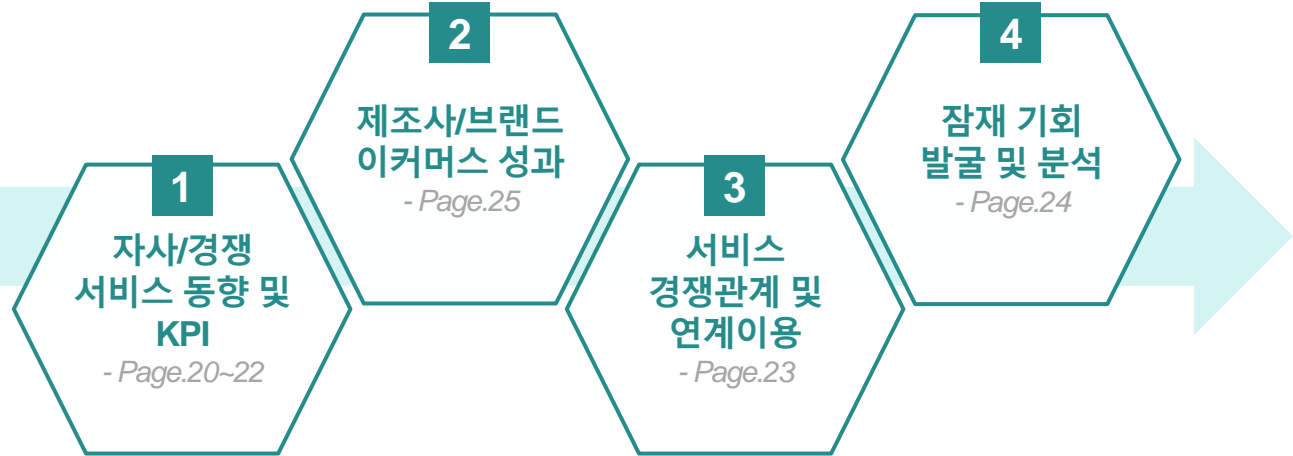 1
자사/경쟁
서비스 동향 및
KPI
- Page.20~22
2
제조사/브랜드
이커머스 성과
- Page.25
3
서비스
경쟁관계 및
연계이용
- Page.23
4
잠재 기회
발굴 및 분석
- Page.24